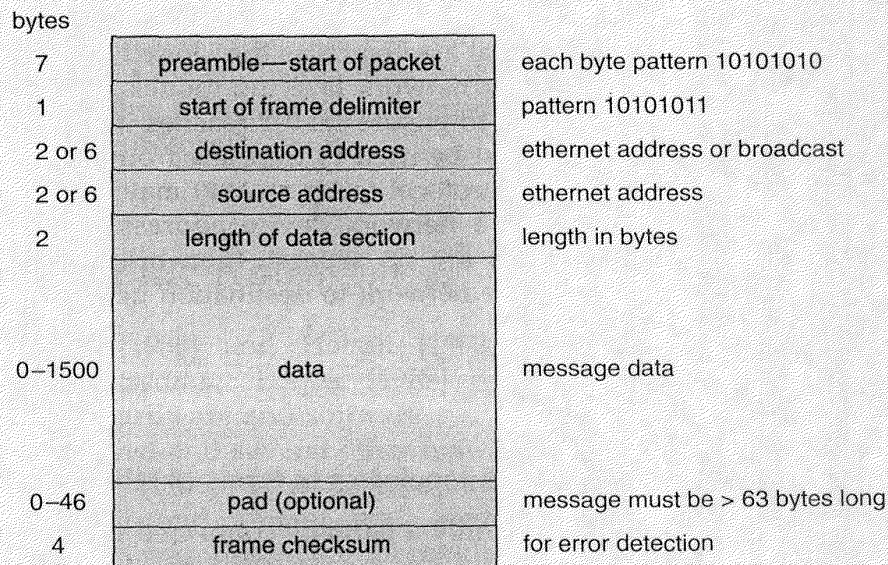 bytes
7 preamble—start of packet each byte pattern 10101010
1 start of frame delimiter pattern 10101011
2 or 6 destination address ethernet address or broadcast
2 or 6 source address ethernet address
2 length of data section length in bytes
0–1500 data message data
0–46 pad (optional) message must be > 63 bytes long
4 frame checksum for error detection